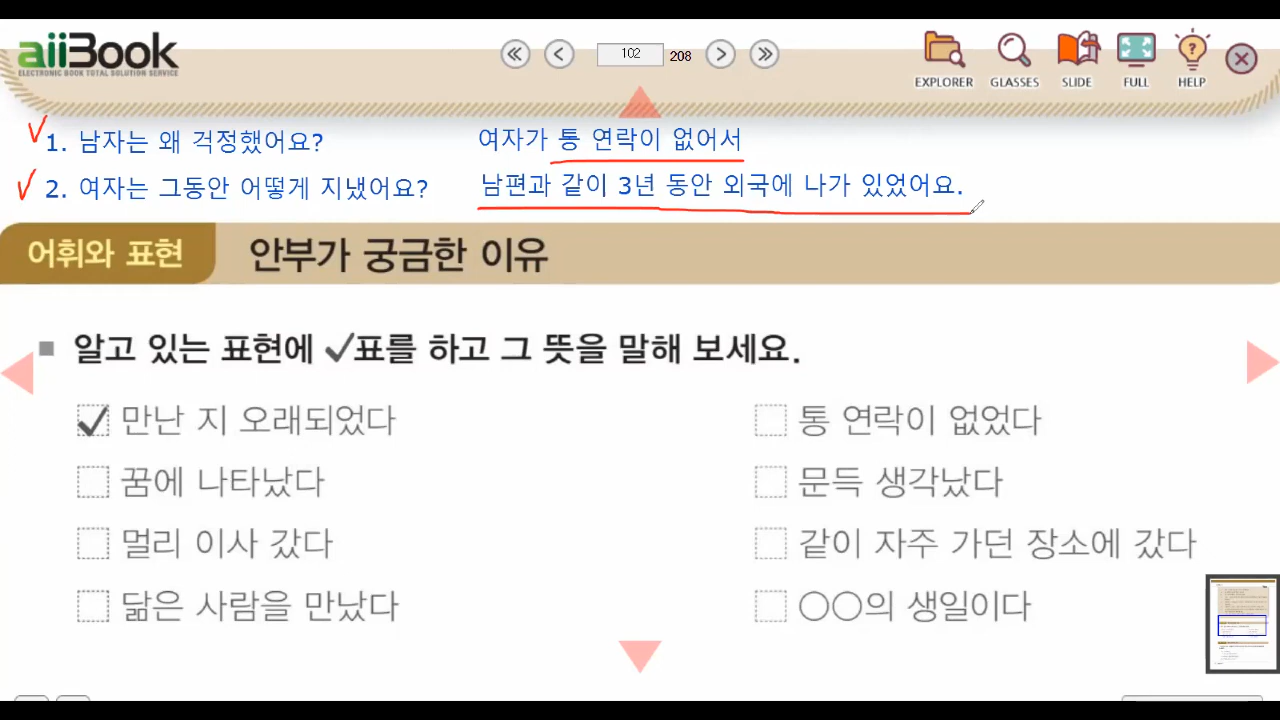 aiiBook
ELECTRONIC BOOK TOTAL SOLUTION SERVICE
102 208
EXPLORER GLASSES SLIDE FULL HELP
1. 남자는 왜 걱정했어요? 여자가 통 연락이 없어서
2. 여자는 그동안 어떻게 지냈어요? 남편과 같이 3년 동안 외국에 나가 있었어요.
어휘와 표현 안부가 궁금한 이유
■ 알고 있는 표현에 ✓표를 하고 그 뜻을 말해 보세요.
만난 지 오래되었다 통 연락이 없었다
꿈에 나타났다 문득 생각났다
멀리 이사 갔다 같이 자주 가던 장소에 갔다
닮은 사람을 만났다 ○○의 생일이다